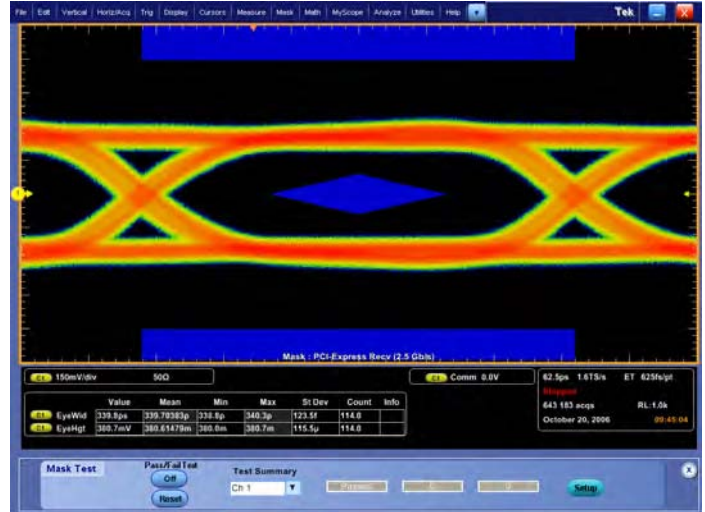 File Edit Vertical Horiz/Acq Trig Display Cursors Measure Mask Math MyScope Analyze Utilities Help Tek
1
Mask : PCI-Express Recv (2.5 Gb/s)
C1 150mV/div 50Ω
C1 Comm 0.0V
62.5ps 1.6TS/s ET 625fs/pt
Stopped
643 183 acqs RL:1.0k
October 20, 2006 09:45:04
Value Mean Min Max St Dev Count Info
C1 EyeWid 339.8ps 339.70383p 338.8p 340.3p 123.5f 114.0
C1 EyeHgt 380.7mV 380.61479m 380.0m 380.7m 115.5µ 114.0
Mask Test
Pass/Fail Test
Off
Reset
Test Summary
Ch 1
Setup
X